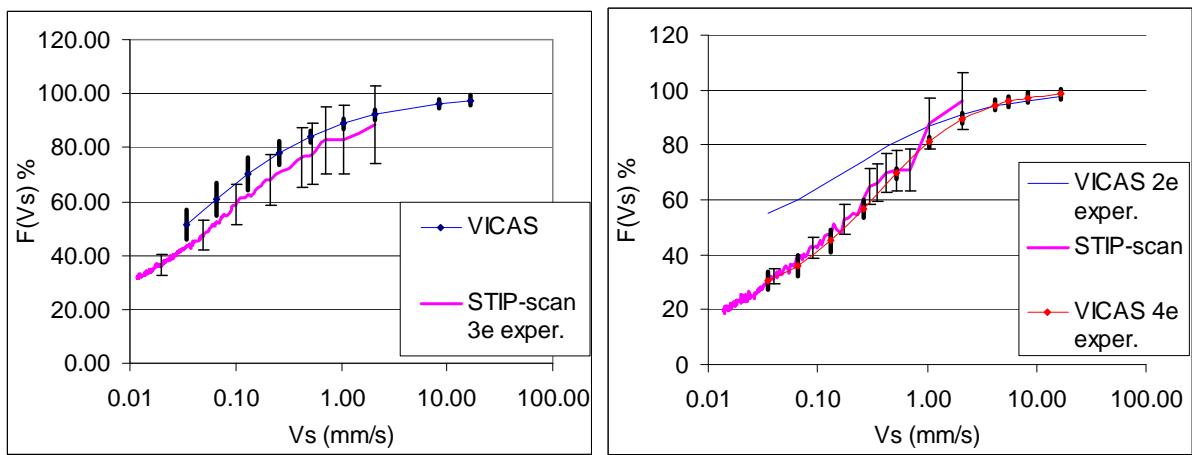 120.00
100.00
80.00
60.00
40.00
20.00
0.00
F(Vs) %
0.01 0.10 1.00 10.00 100.00
Vs (mm/s)
VICAS
STIP-scan
3e exper.
120
100
80
60
40
20
0
F(Vs) %
0.01 0.10 1.00 10.00 100.00
Vs (mm/s)
VICAS 2e
exper.
STIP-scan
VICAS 4e
exper.